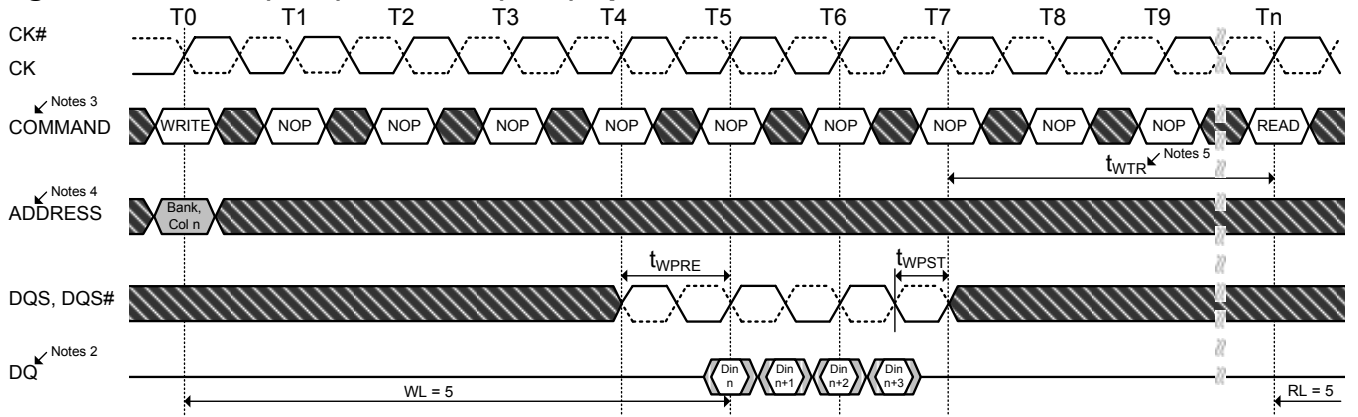 T0 T1 T2 T3 T4 T5 T6 T7 T8 T9 Tn
CK#
CK
Notes 3
COMMAND WRITE NOP NOP NOP NOP NOP NOP NOP NOP NOP READ
tWTR Notes 5
Notes 4
ADDRESS Bank,
Col n
tWPRE tWPST
DQS, DQS#
Notes 2
DQ Din
n Din
n+1 Din
n+2 Din
n+3
WL = 5 RL = 5